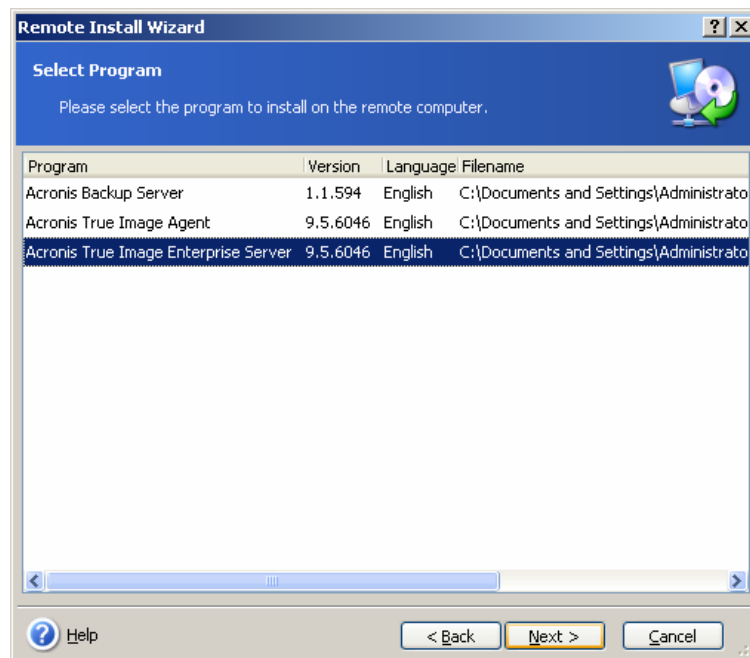 Remote Install Wizard
Select Program
Please select the program to install on the remote computer.
Program Version Language Filename
Acronis Backup Server 1.1.594 English C:\Documents and Settings\Administrato
Acronis True Image Agent 9.5.6046 English C:\Documents and Settings\Administrato
Acronis True Image Enterprise Server 9.5.6046 English C:\Documents and Settings\Administrato
Help < Back Next > Cancel